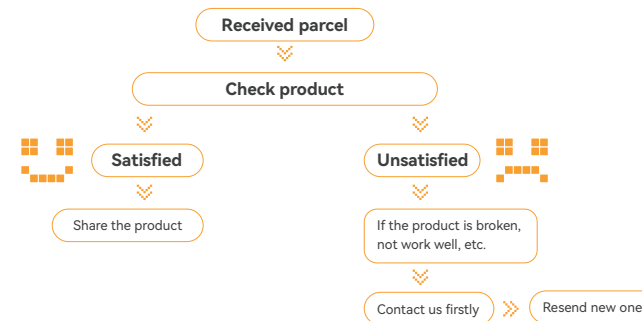 Received parcel
Check product
Satisfied
Unsatisfied
Share the product
If the product is broken,
not work well, etc.
Contact us firstly
Resend new one